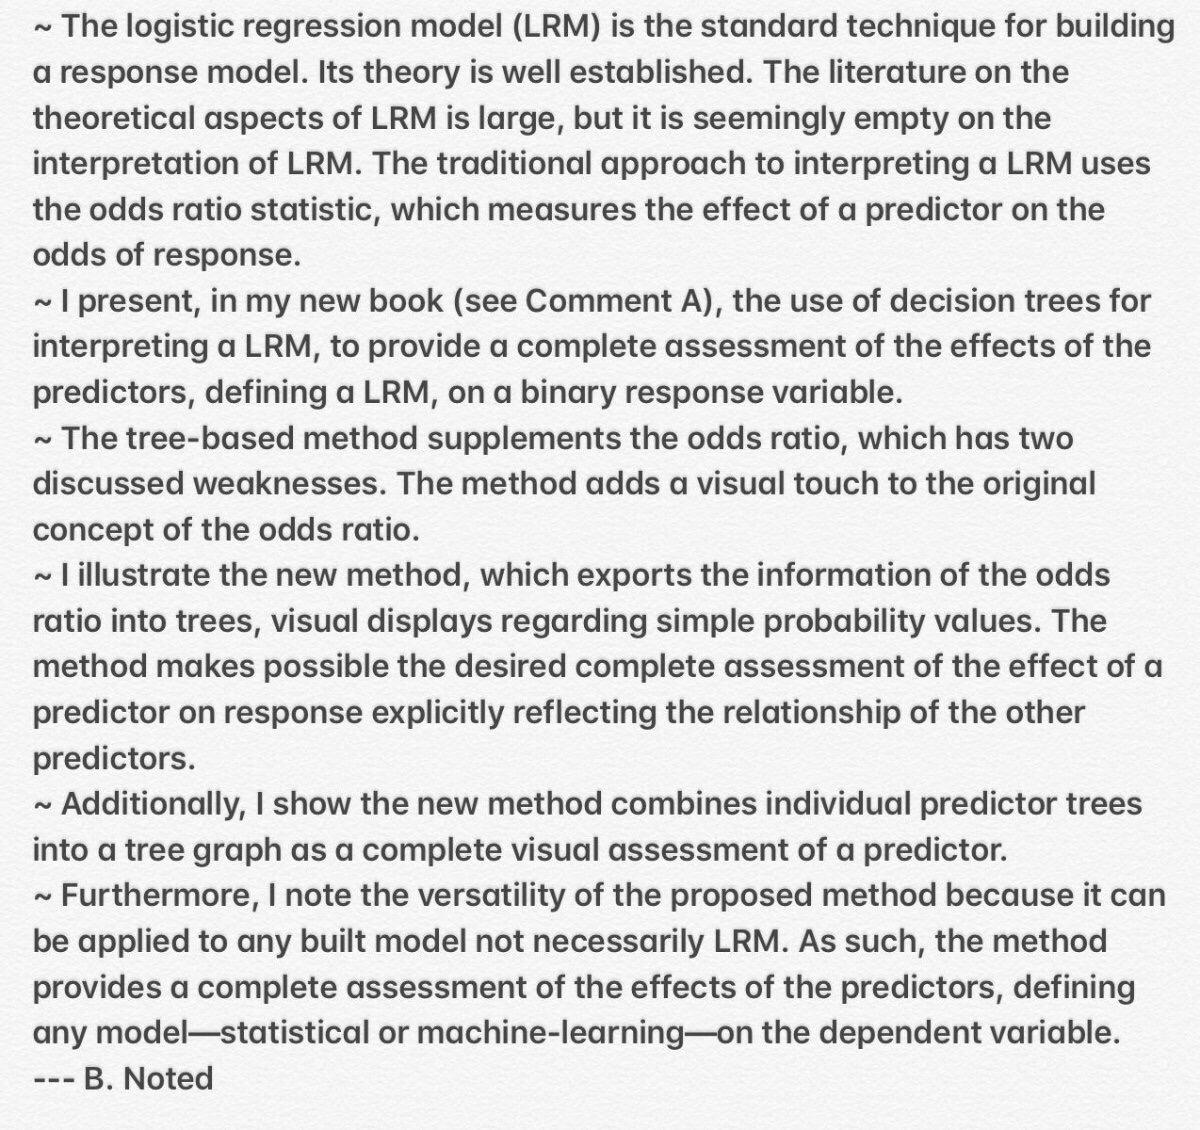 ~ The logistic regression model (LRM) is the standard technique for building
a response model. Its theory is well established. The literature on the
theoretical aspects of LRM is large, but it is seemingly empty on the
interpretation of LRM. The traditional approach to interpreting a LRM uses
the odds ratio statistic, which measures the effect of a predictor on the
odds of response.
~ I present, in my new book (see Comment A), the use of decision trees for
interpreting a LRM, to provide a complete assessment of the effects of the
predictors, defining a LRM, on a binary response variable.
~ The tree-based method supplements the odds ratio, which has two
discussed weaknesses. The method adds a visual touch to the original
concept of the odds ratio.
~ I illustrate the new method, which exports the information of the odds
ratio into trees, visual displays regarding simple probability values. The
method makes possible the desired complete assessment of the effect of a
predictor on response explicitly reflecting the relationship of the other
predictors.
~ Additionally, I show the new method combines individual predictor trees
into a tree graph as a complete visual assessment of a predictor.
~ Furthermore, I note the versatility of the proposed method because it can
be applied to any built model not necessarily LRM. As such, the method
provides a complete assessment of the effects of the predictors, defining
any model—statistical or machine-learning—on the dependent variable.
--- B. Noted